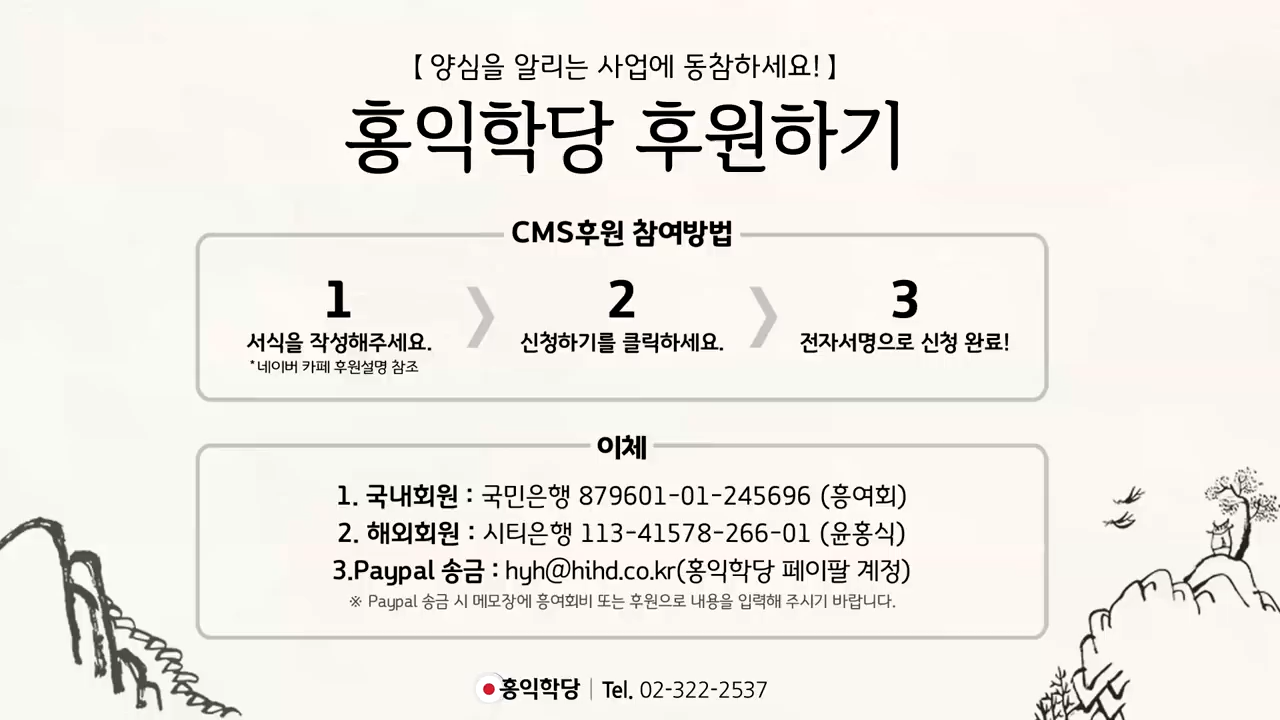 【 양심을 알리는 사업에 동참하세요! 】
홍익학당 후원하기
CMS후원 참여방법
1
서식을 작성해주세요.
*네이버 카페 후원설명 참조
2
신청하기를 클릭하세요.
3
전자서명으로 신청 완료!
이체
1. 국내회원 : 국민은행 879601-01-245696 (흥여회)
2. 해외회원 : 시티은행 113-41578-266-01 (윤홍식)
3.Paypal 송금 : hyh@hihd.co.kr(홍익학당 페이팔 계정)
※ Paypal 송금 시 메모장에 흥여회비 또는 후원으로 내용을 입력해 주시기 바랍니다.
홍익학당 | Tel. 02-322-2537